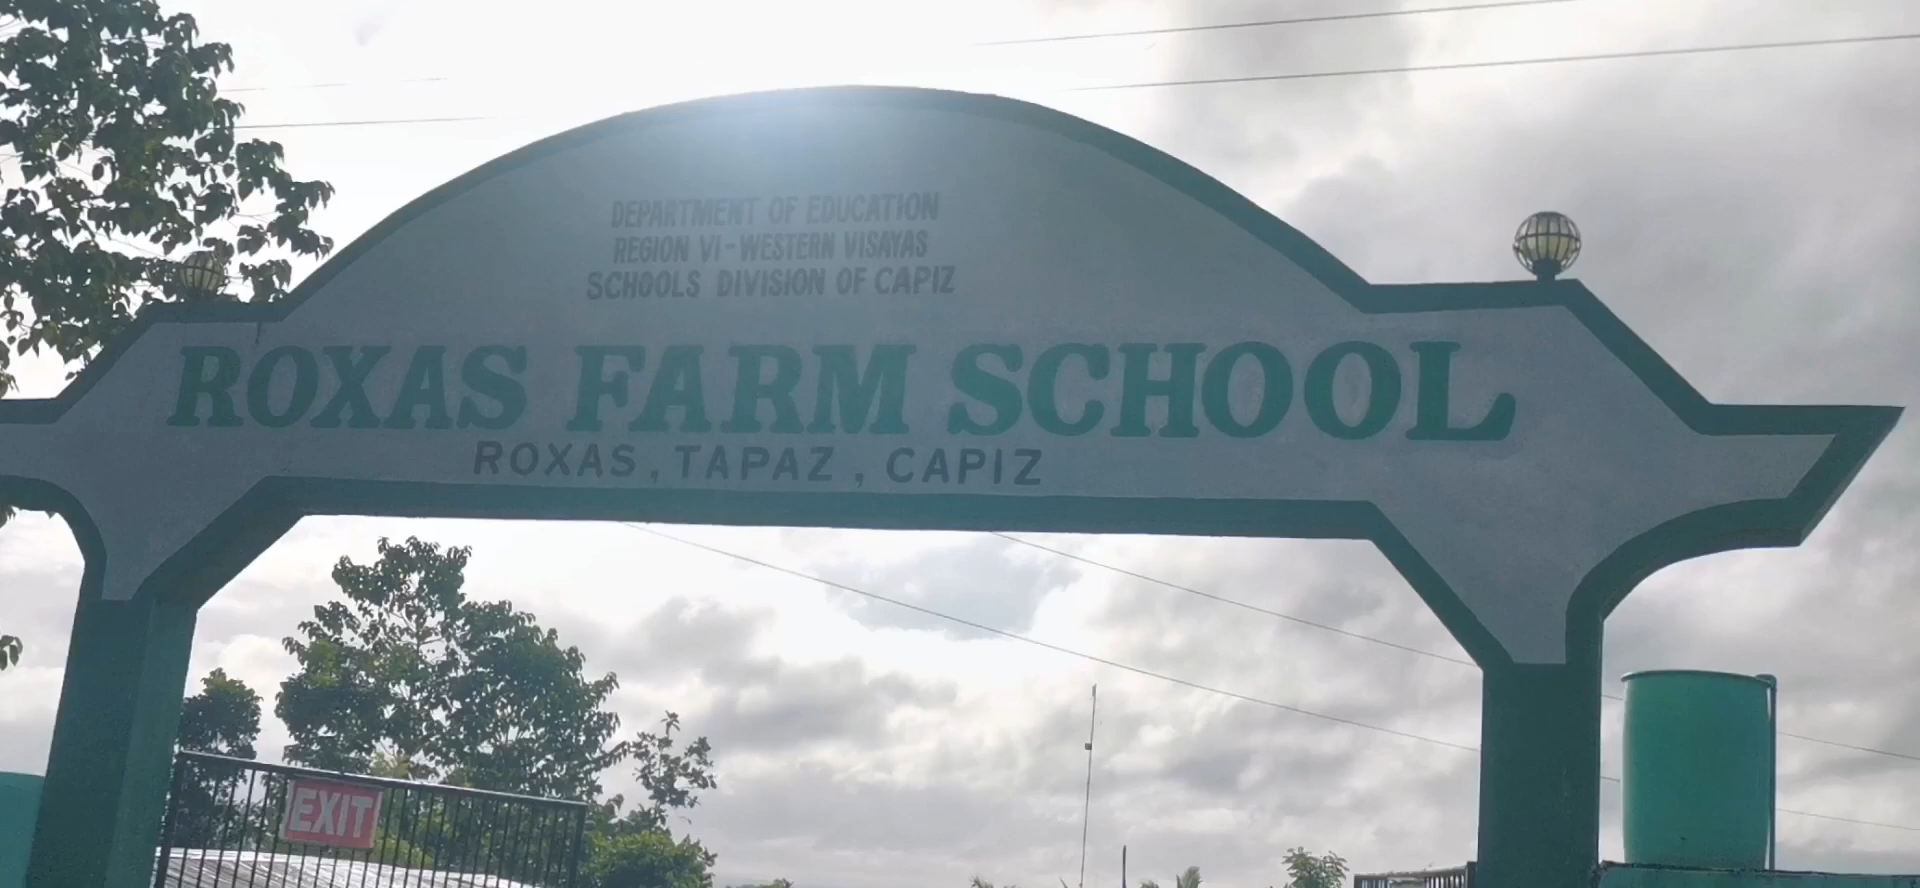 DEPARTMENT OF EDUCATION
REGION VI-WESTERN VISAYAS
SCHOOLS DIVISION OF CAPIZ
ROXAS FARM SCHOOL
ROXAS, TAPAZ, CAPIZ
EXIT